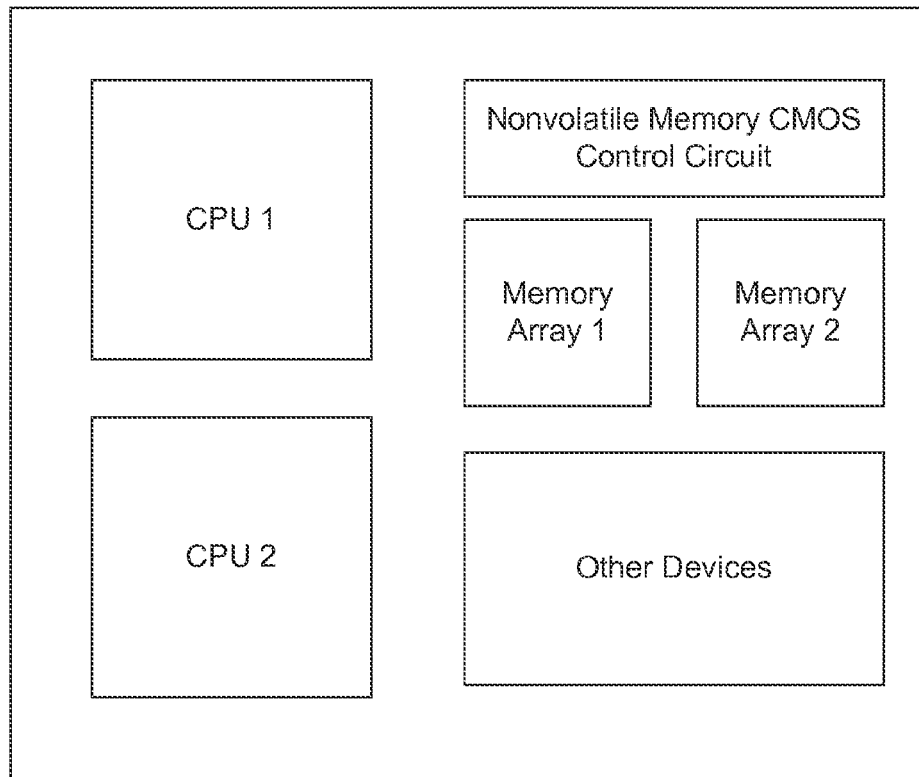 CPU 1
Nonvolatile Memory CMOS
Control Circuit
Memory
Array 1
Memory
Array 2
CPU 2
Other Devices